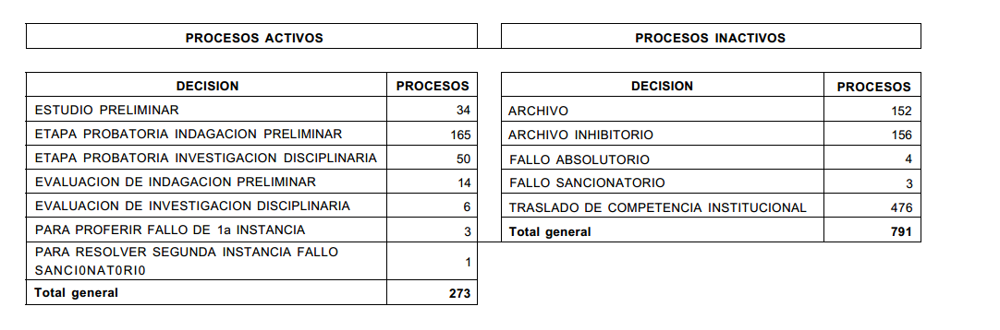 PROCESOS ACTIVOS
PROCESOS INACTIVOS
DECISION PROCESOS
ESTUDIO PRELIMINAR 34
ETAPA PROBATORIA INDAGACION PRELIMINAR 165
ETAPA PROBATORIA INVESTIGACION DISCIPLINARIA 50
EVALUACION DE INDAGACION PRELIMINAR 14
EVALUACION DE INVESTIGACION DISCIPLINARIA 6
PARA PROFERIR FALLO DE 1a INSTANCIA 3
PARA RESOLVER SEGUNDA INSTANCIA FALLO
SANCI0NAT0RI0 1
Total general 273
DECISION PROCESOS
ARCHIVO 152
ARCHIVO INHIBITORIO 156
FALLO ABSOLUTORIO 4
FALLO SANCIONATORIO 3
TRASLADO DE COMPETENCIA INSTITUCIONAL 476
Total general 791